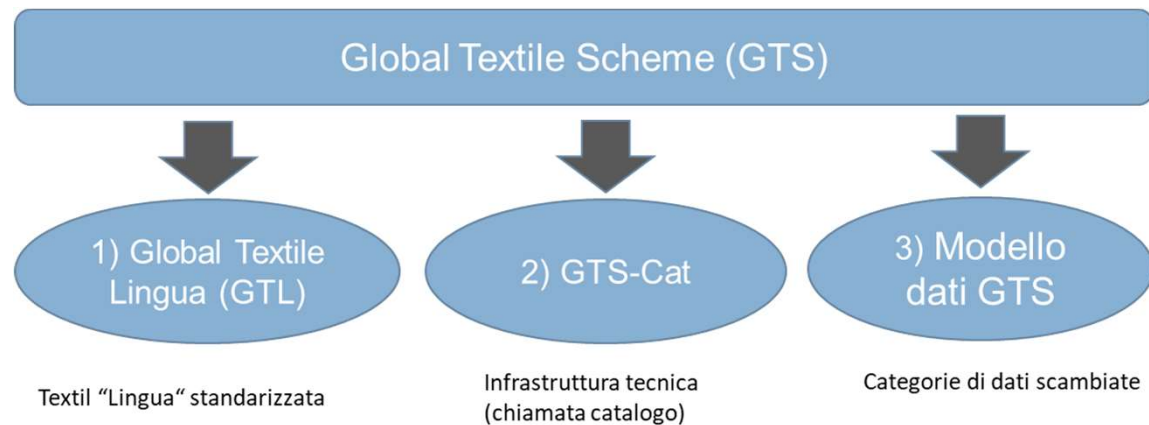 Global Textile Scheme (GTS)
1) Global Textile
Lingua (GTL)
2) GTS-Cat
3) Modello
dati GTS
Textil “Lingua“ standarizzata
Infrastruttura tecnica
(chiamata catalogo)
Categorie di dati scambiate